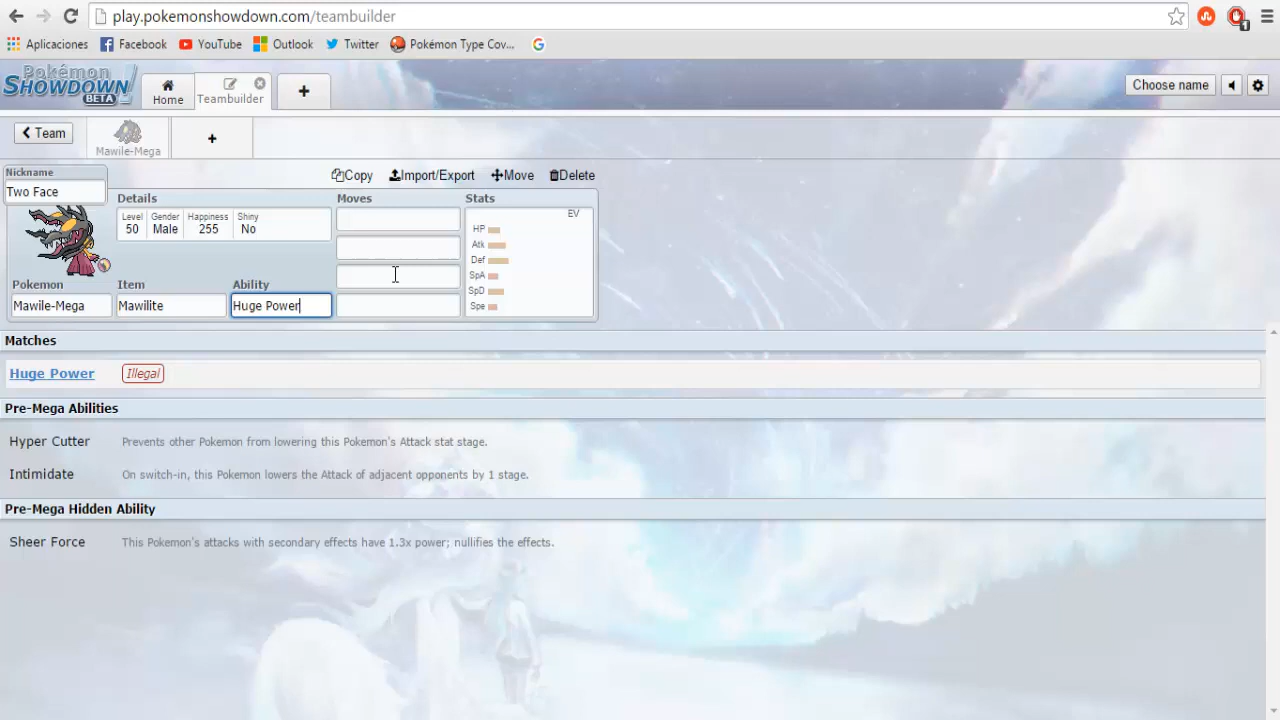 play.pokemonshowdown.com/teambuilder
Aplicaciones Facebook YouTube Outlook Twitter Pokémon Type Cov...
Pokémon SHOWDOWN! BETA
Home
Teambuilder
+
Choose name
Team
Mawile-Mega
+
Nickname
Two Face
Copy Import/Export Move Delete
Details
Level Gender Happiness Shiny
50 Male 255 No
Moves
Stats
EV
HP
Atk
Def
SpA
SpD
Spe
Pokemon Item Ability
Mawile-Mega Mawilite Huge Power
Matches
Huge Power Illegal
Pre-Mega Abilities
Hyper Cutter Prevents other Pokemon from lowering this Pokemon's Attack stat stage.
Intimidate On switch-in, this Pokemon lowers the Attack of adjacent opponents by 1 stage.
Pre-Mega Hidden Ability
Sheer Force This Pokemon's attacks with secondary effects have 1.3x power; nullifies the effects.